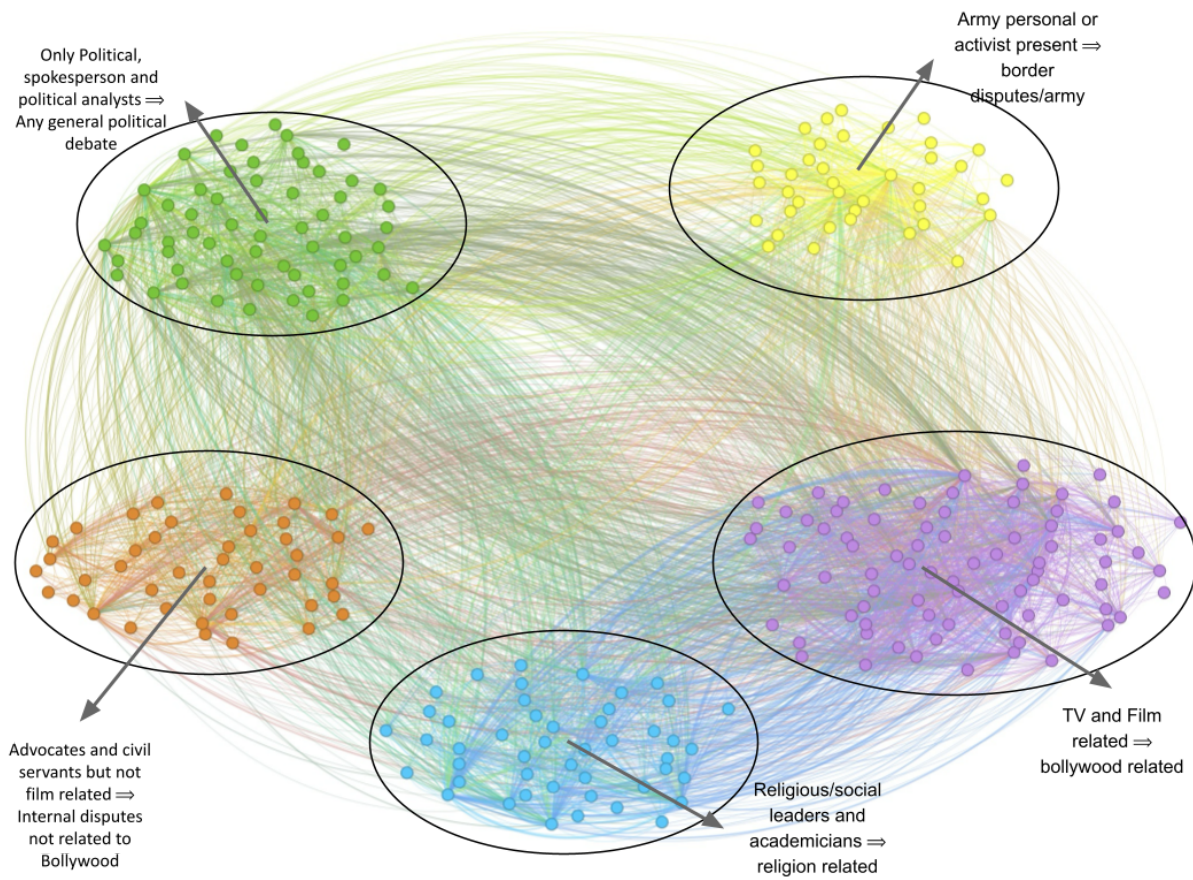 Only Political,
spokesperson and
political analysts ⇒
Any general political
debate
Army personal or
activist present ⇒
border
disputes/army
Advocates and civil
servants but not
film related ⇒
Internal disputes
not related to
Bollywood
Religious/social
leaders and
academicians ⇒
religion related
TV and Film
related ⇒
bollywood related